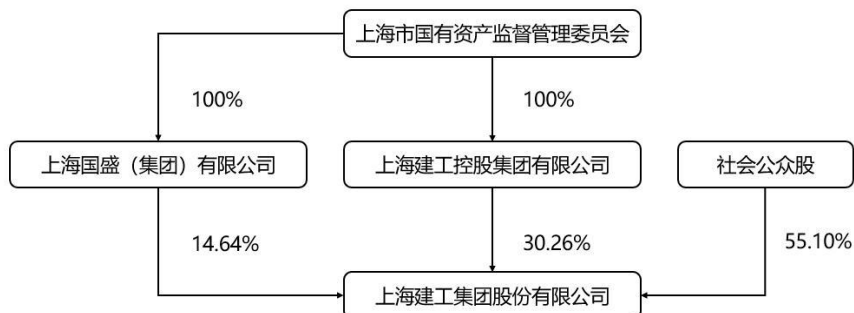 上海市国有资产监督管理委员会
100%
100%
上海国盛（集团）有限公司
上海建工控股集团有限公司
社会公众股
14.64%
30.26%
55.10%
上海建工集团股份有限公司